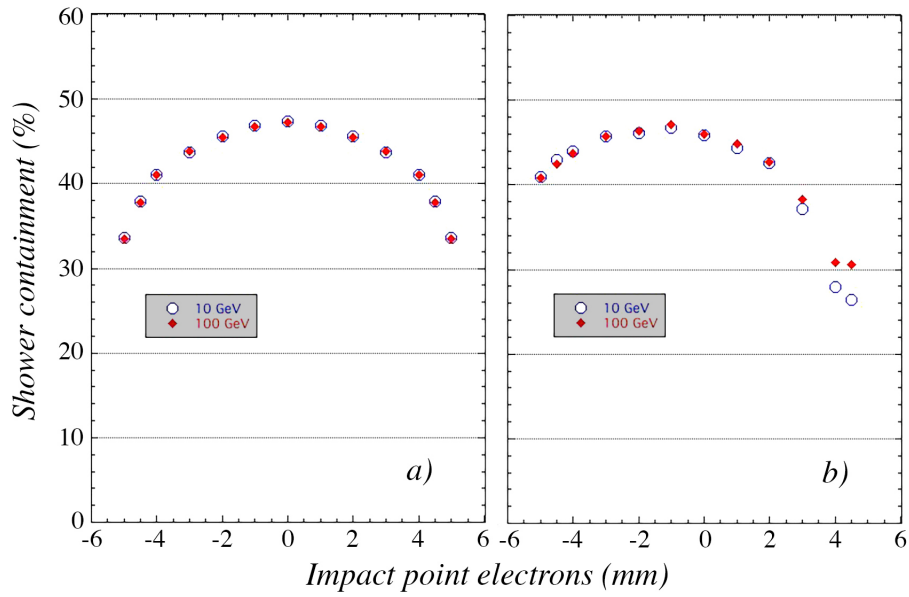 Shower containment (%)
60
50
40
30
20
10
0
10 GeV
100 GeV
a)
-6 -4 -2 0 2 4 6
10 GeV
100 GeV
b)
-6 -4 -2 0 2 4 6
Impact point electrons (mm)